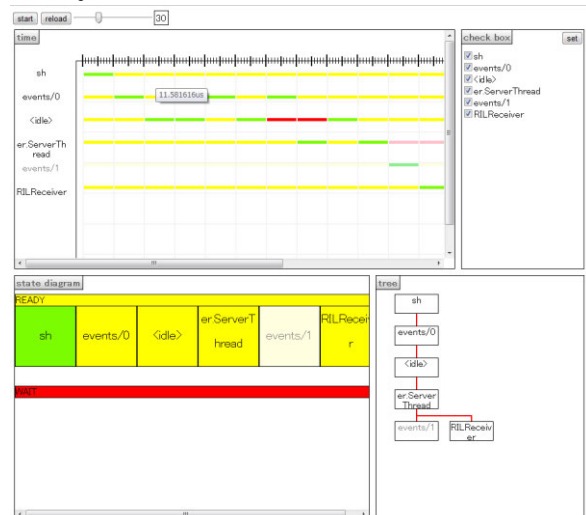 start reload 30
time
sh
events/0
11.581616us
<idle>
er.ServerTh
read
events/1
RILReceiver
check box set
sh
events/0
<idle>
er.ServerThread
events/1
RILReceiver
state diagram
READY
sh events/0 <idle> er.ServerT
hread events/1 RILRecei
r
WAIT
tree
sh
events/0
<idle>
er.Server
Thread
events/1
RILReceiv
er